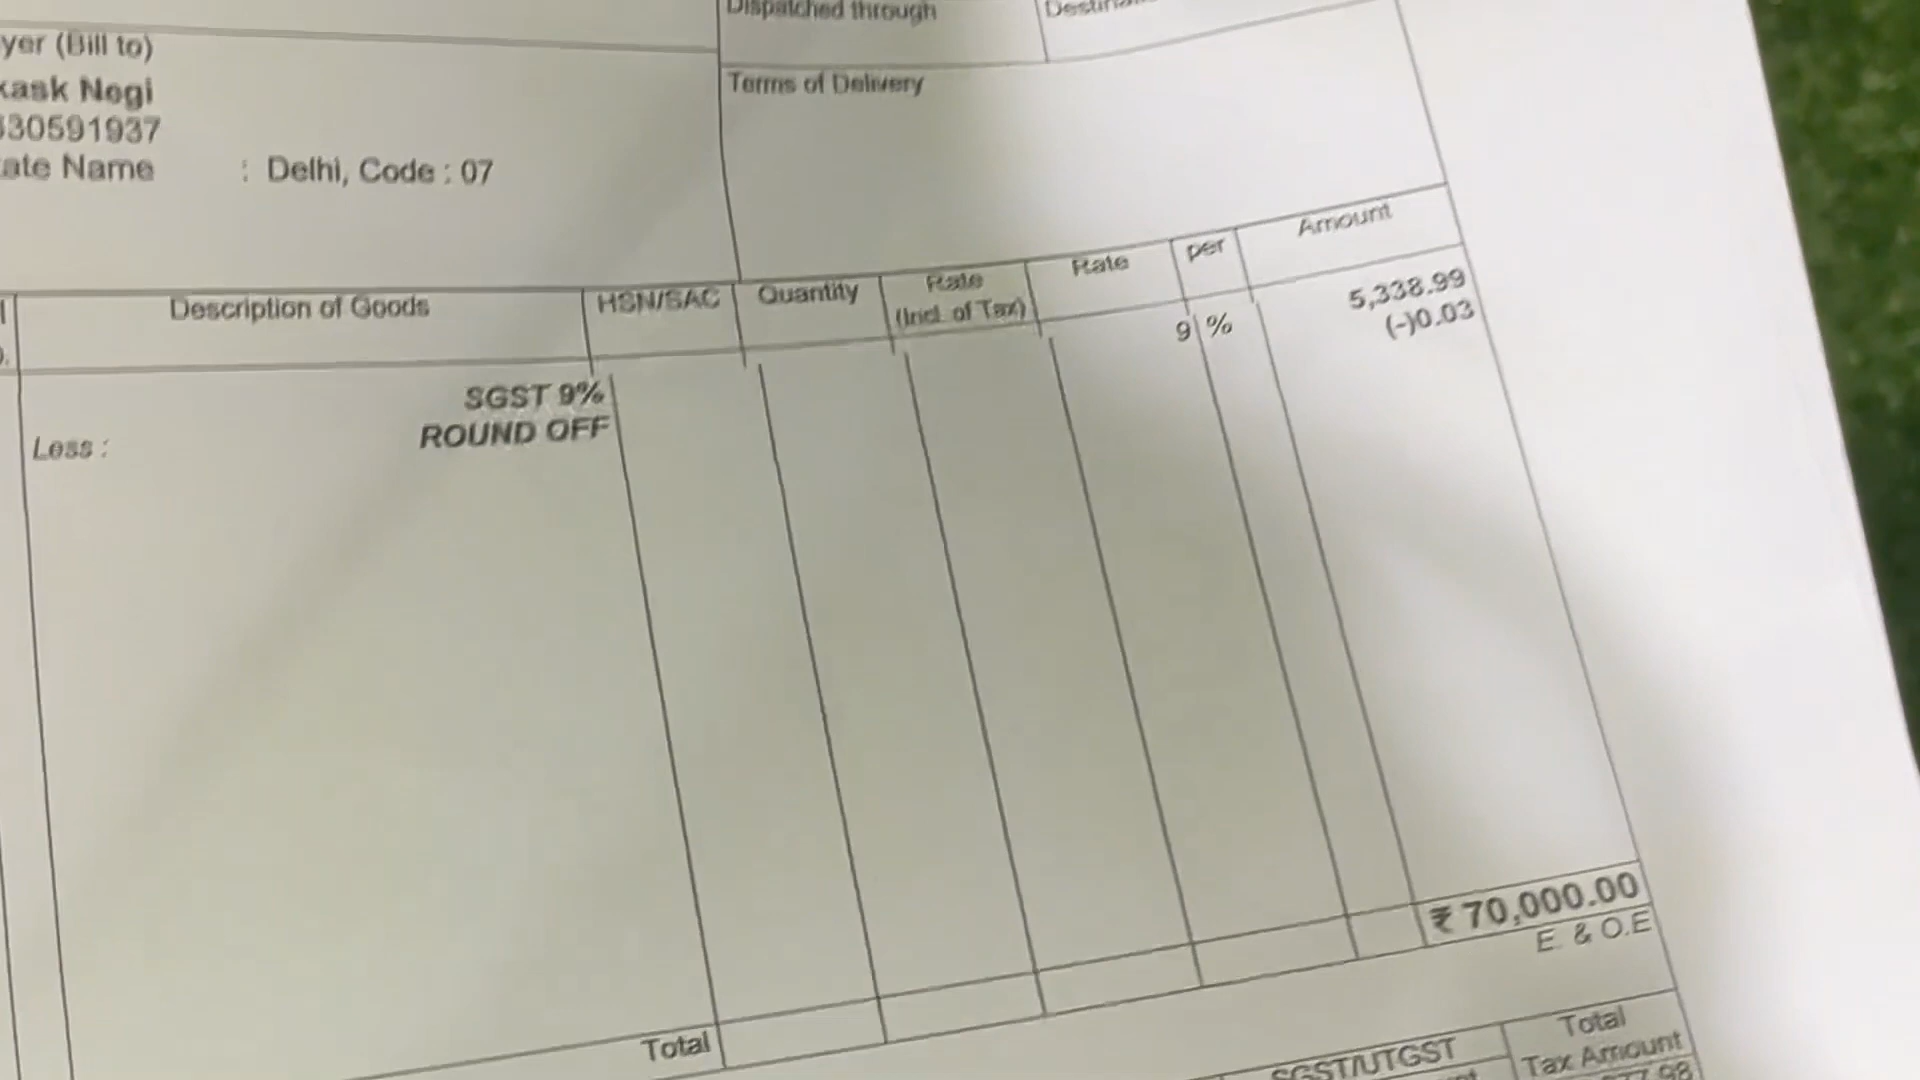 Dispatched through
yer (Bill to)
kask Negi
30591937
ate Name : Delhi, Code : 07
Terms of Delivery
Description of Goods HSN/SAC Quantity Rate (Incl. of Tax) Rate per Amount
SGST 9% 9 % 5,338.99
Less : ROUND OFF (-)0.03
Total ₹ 70,000.00
E. & O.E
SGST/UTGST Total
Tax Amount